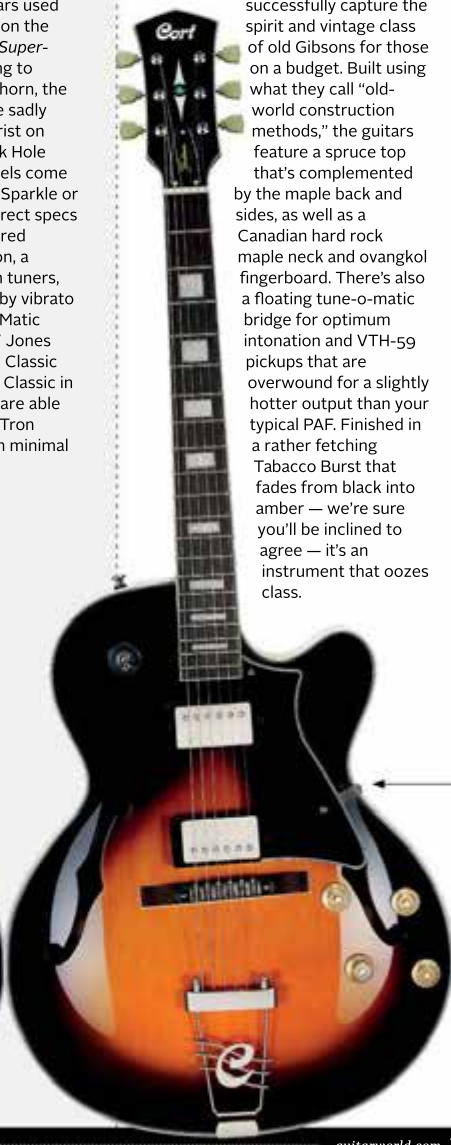 ars used
on the
Super-
ng to
horn, the
e sadly
rist on
k Hole
els come
Sparkle or
rect specs
red
on, a
n tuners,
by vibrato
Matic
Jones
Classic
Classic in
are able
Tron
n minimal
Cort
successfully capture the
spirit and vintage class
of old Gibsons for those
on a budget. Built using
what they call “old-
world construction
methods,” the guitars
feature a spruce top
that’s complemented
by the maple back and
sides, as well as a
Canadian hard rock
maple neck and ovangkol
fingerboard. There’s also
a floating tune-o-matic
bridge for optimum
intonation and VTH-59
pickups that are
overwound for a slightly
hotter output than your
typical PAF. Finished in
a rather fetching
Tabacco Burst that
fades from black into
amber — we’re sure
you’ll be inclined to
agree — it’s an
instrument that oozes
class.
guitarworld.com